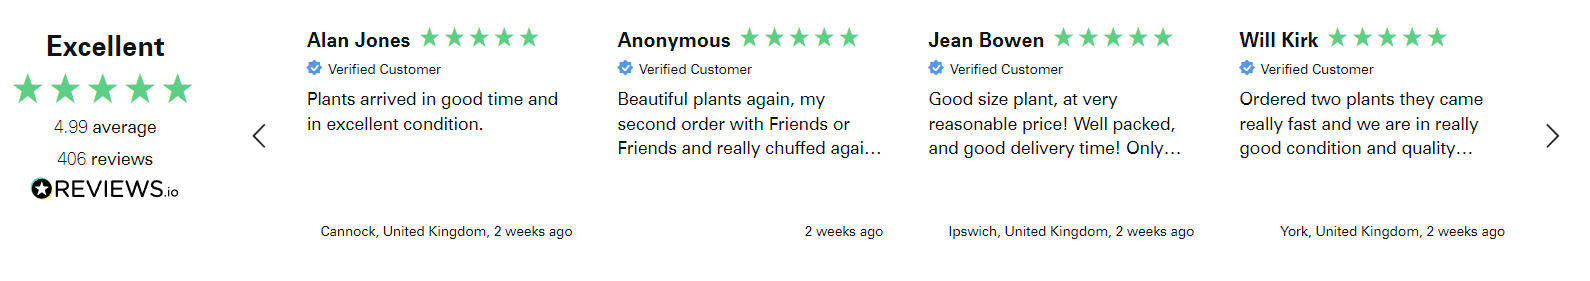 Excellent
4.99 average
406 reviews
REVIEWS.io
Alan Jones
Verified Customer
Plants arrived in good time and
in excellent condition.
Cannock, United Kingdom, 2 weeks ago
Anonymous
Verified Customer
Beautiful plants again, my
second order with Friends or
Friends and really chuffed agai…
2 weeks ago
Jean Bowen
Verified Customer
Good size plant, at very
reasonable price! Well packed,
and good delivery time! Only…
Ipswich, United Kingdom, 2 weeks ago
Will Kirk
Verified Customer
Ordered two plants they came
really fast and we are in really
good condition and quality…
York, United Kingdom, 2 weeks ago